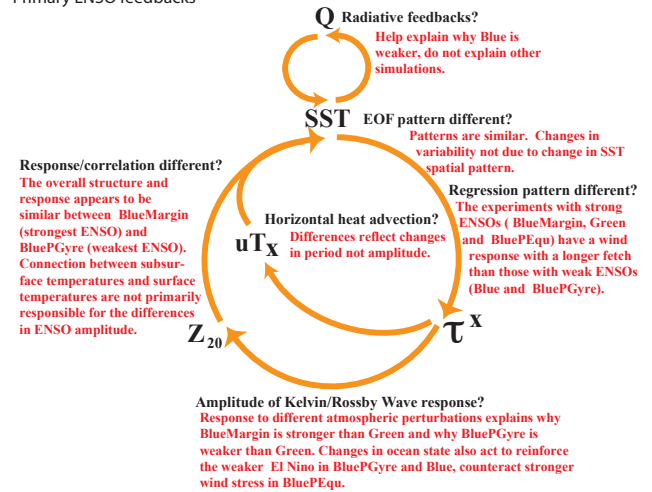 Primary ENSO feedbacks
Q Radiative feedbacks?
Help explain why Blue is
weaker, do not explain other
simulations.
SST EOF pattern different?
Patterns are similar. Changes in
variability not due to change in SST
spatial pattern.
Response/correlation different?
The overall structure and
response appears to be
similar between BlueMargin
(strongest ENSO) and
BluePGyre (weakest ENSO).
Connection between subsur-
face temperatures and surface
temperatures are not primarily
responsible for the differences
in ENSO amplitude.
Regression pattern different?
The experiments with strong
ENSOs ( BlueMargin, Green
and BluePEqu) have a wind
response with a longer fetch
than those with weak ENSOs
(Blue and BluePGyre).
Horizontal heat advection?
uTx
Differences reflect changes
in period not amplitude.
Z20
τx
Amplitude of Kelvin/Rossby Wave response?
Response to different atmospheric perturbations explains why
BlueMargin is stronger than Green and why BluePGyre is
weaker than Green. Changes in ocean state also act to reinforce
the weaker El Nino in BluePGyre and Blue, counteract stronger
wind stress in BluePEqu.